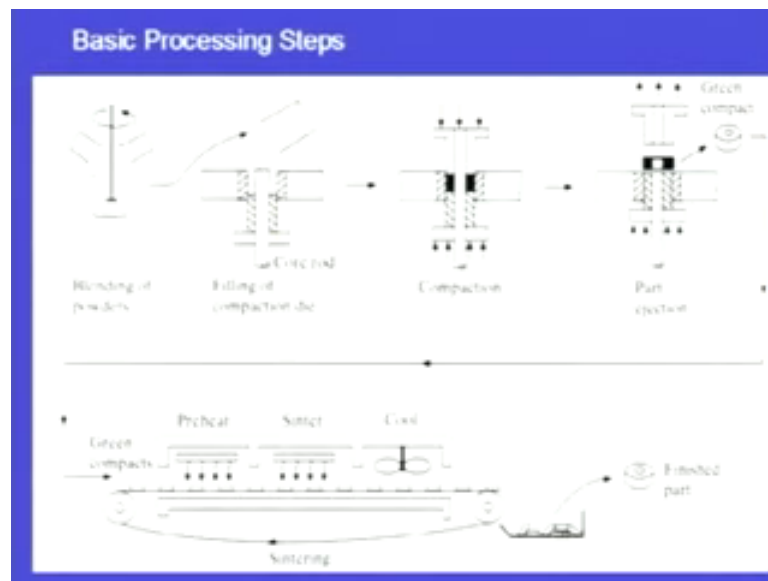 Basic Processing Steps
Green
compact
Core rod
Blending of
powders
Filling of
compaction die
Compaction
Part
ejection
Preheat
Sinter
Cool
Green
compacts
Finished
part
Sintering